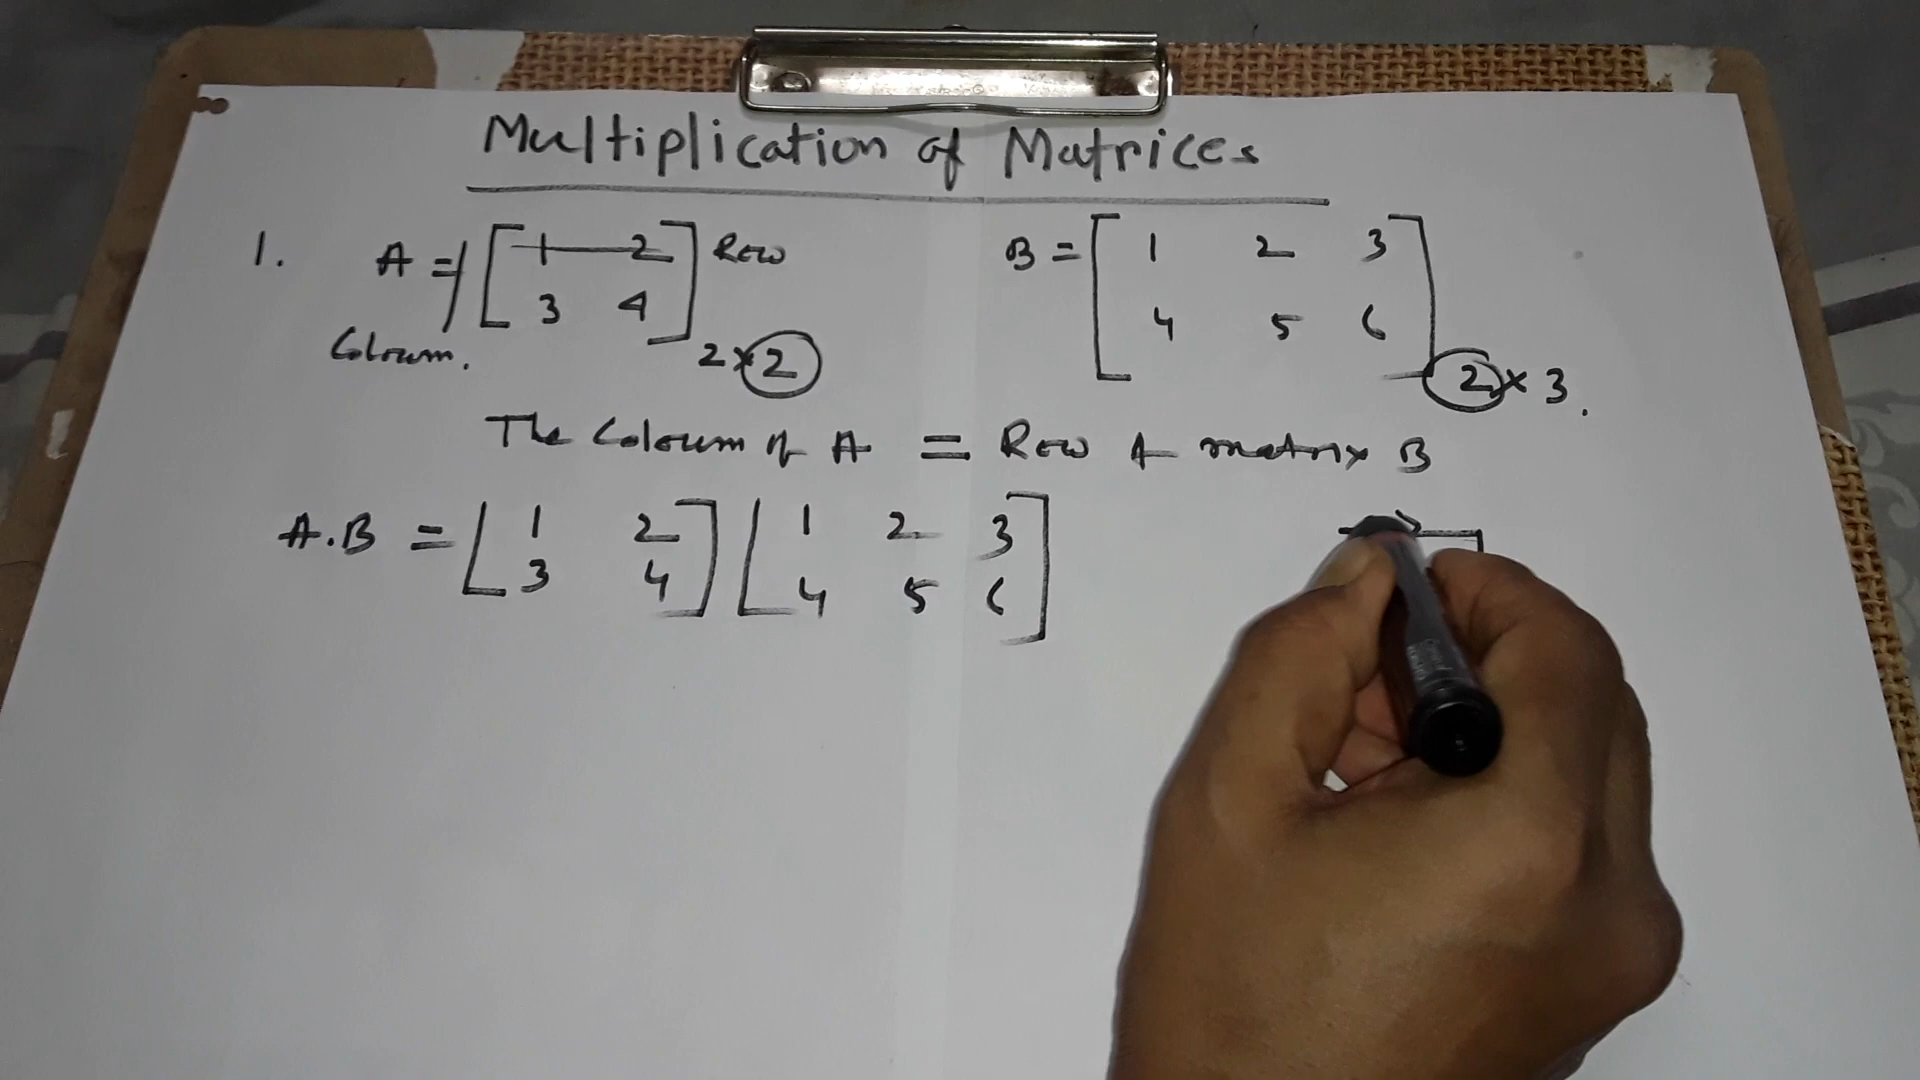 Multiplication of Matrices
1. A = [ 1 2 ] Row B = [ 1 2 3 ]
3 4 4 5 6
Coloum. 2 × 2 2 × 3.
The Coloum of A = Row of matrix B
A.B = [ 1 2 ] [ 1 2 3 ]
3 4 4 5 6